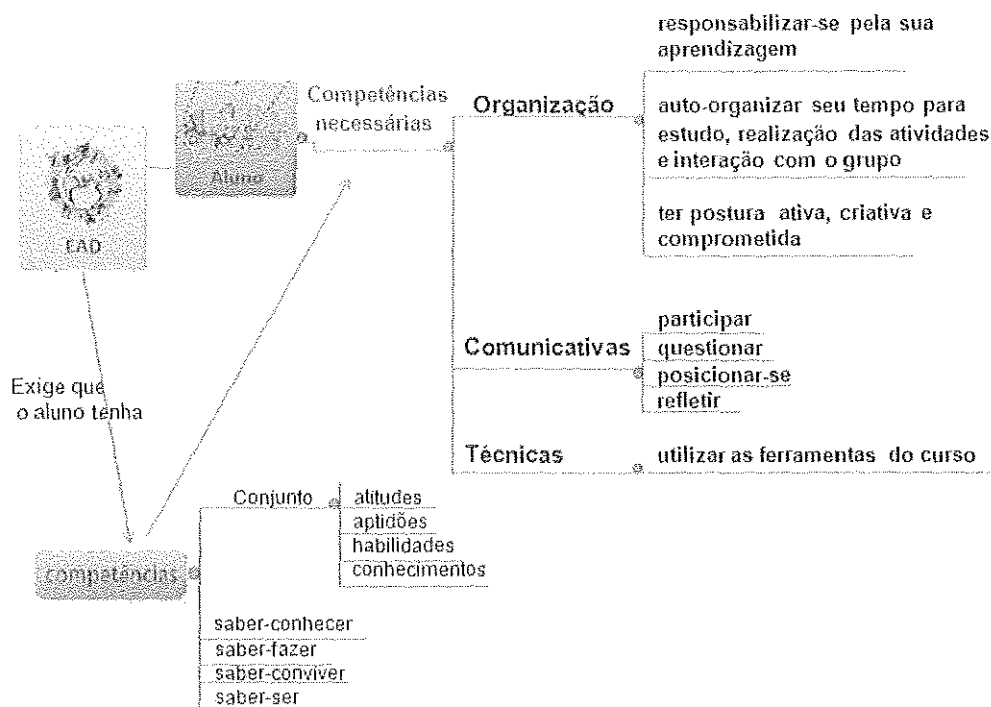 responsabilizar-se pela sua
aprendizagem
Competências
necessárias
Organização
auto-organizar seu tempo para
estudo, realização das atividades
e interação com o grupo
Aluno
EAD
ter postura ativa, criativa e
comprometida
participar
Comunicativas
questionar
posicionar-se
refletir
Exige que
o aluno tenha
Técnicas
utilizar as ferramentas do curso
Conjunto
atitudes
aptidões
habilidades
conhecimentos
competências
saber-conhecer
saber-fazer
saber-conviver
saber-ser